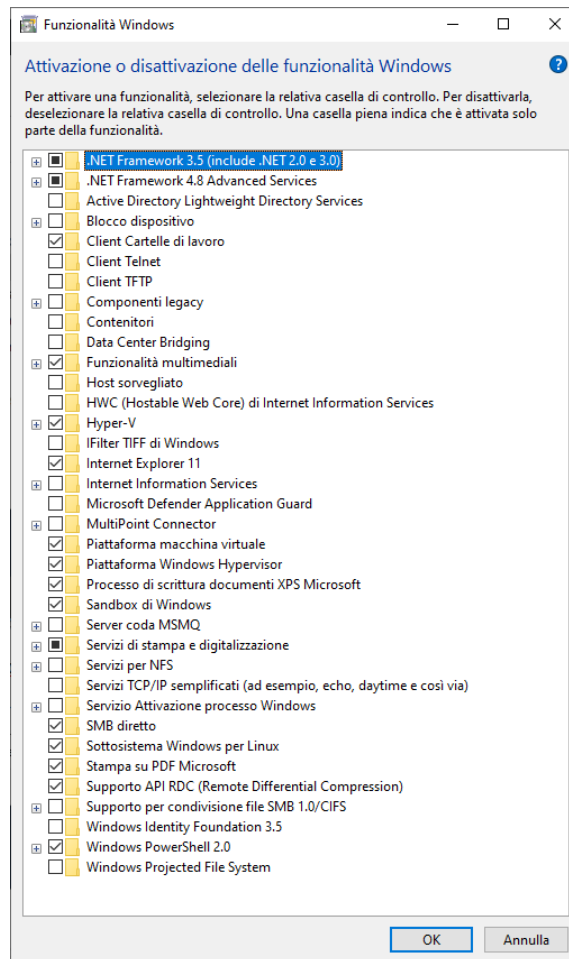 Funzionalità Windows
Attivazione o disattivazione delle funzionalità Windows
Per attivare una funzionalità, selezionare la relativa casella di controllo. Per disattivarla,
deselezionare la relativa casella di controllo. Una casella piena indica che è attivata solo
parte della funzionalità.
.NET Framework 3.5 (include .NET 2.0 e 3.0)
.NET Framework 4.8 Advanced Services
Active Directory Lightweight Directory Services
Blocco dispositivo
Client Cartelle di lavoro
Client Telnet
Client TFTP
Componenti legacy
Contenitori
Data Center Bridging
Funzionalità multimediali
Host sorvegliato
HWC (Hostable Web Core) di Internet Information Services
Hyper-V
IFilter TIFF di Windows
Internet Explorer 11
Internet Information Services
Microsoft Defender Application Guard
MultiPoint Connector
Piattaforma macchina virtuale
Piattaforma Windows Hypervisor
Processo di scrittura documenti XPS Microsoft
Sandbox di Windows
Server coda MSMQ
Servizi di stampa e digitalizzazione
Servizi per NFS
Servizi TCP/IP semplificati (ad esempio, echo, daytime e così via)
Servizio Attivazione processo Windows
SMB diretto
Sottosistema Windows per Linux
Stampa su PDF Microsoft
Supporto API RDC (Remote Differential Compression)
Supporto per condivisione file SMB 1.0/CIFS
Windows Identity Foundation 3.5
Windows PowerShell 2.0
Windows Projected File System
OK Annulla